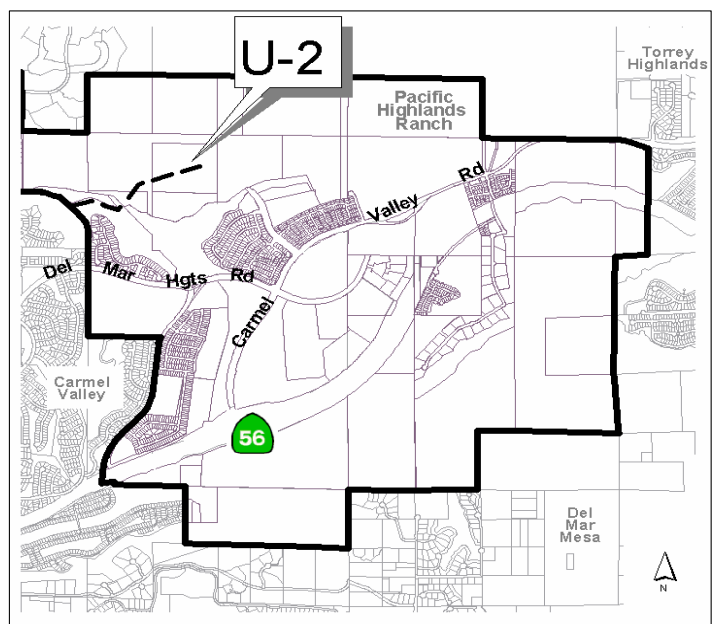 U-2
Torrey
Highlands
Pacific
Highlands
Ranch
Valley Rd
Del Mar Hgts Rd
Carmel
Carmel
Valley
56
Del
Mar
Mesa
N